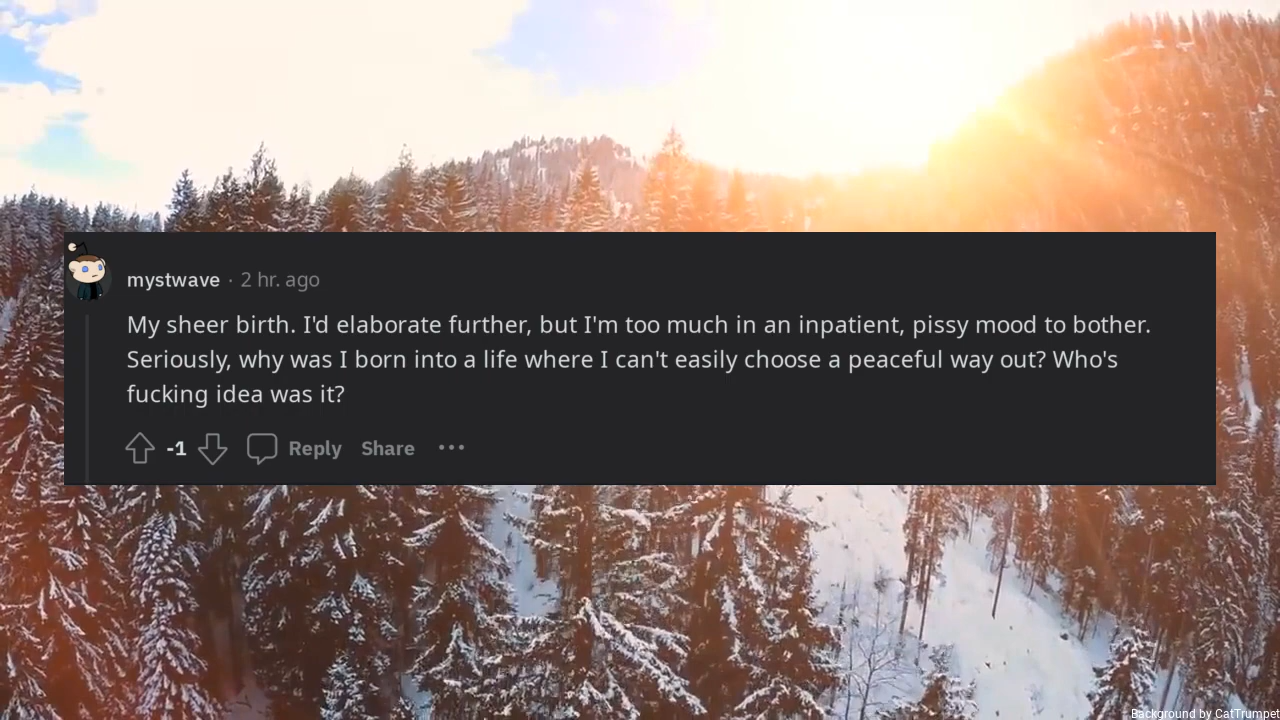 mystwave · 2 hr. ago
My sheer birth. I'd elaborate further, but I'm too much in an inpatient, pissy mood to bother.
Seriously, why was I born into a life where I can't easily choose a peaceful way out? Who's
fucking idea was it?
-1 Reply Share ···
Background by CatTrumpet